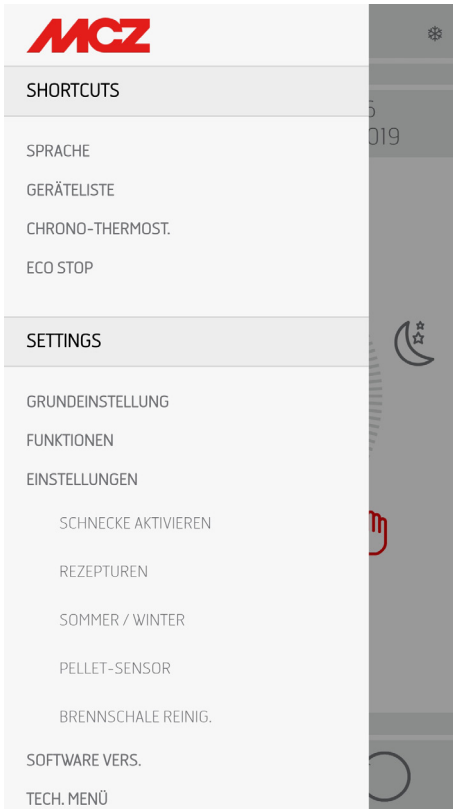 MCZ
SHORTCUTS
SPRACHE
GERÄTELISTE
CHRONO-THERMOST.
ECO STOP
SETTINGS
GRUNDEINSTELLUNG
FUNKTIONEN
EINSTELLUNGEN
SCHNECKE AKTIVIEREN
REZEPTUREN
SOMMER / WINTER
PELLET-SENSOR
BRENNSCHALE REINIG.
SOFTWARE VERS.
TECH. MENÜ